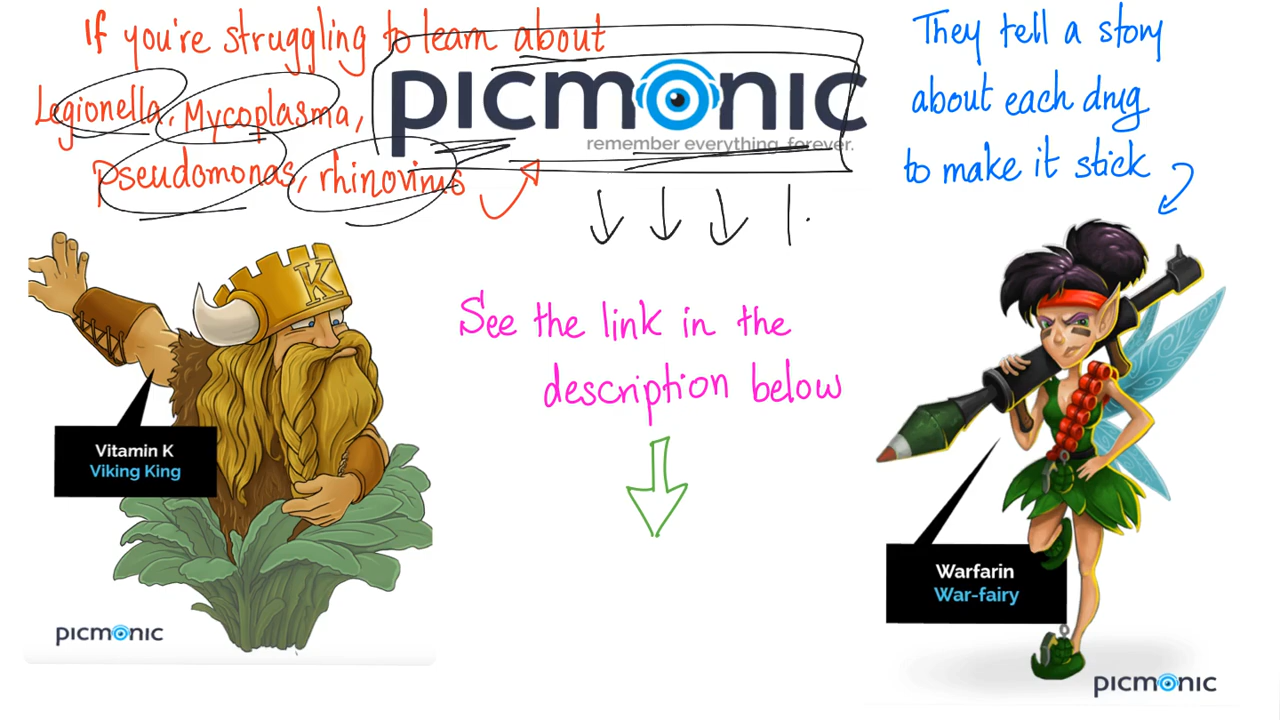 If you're struggling to learn about
Legionella, Mycoplasma,
Pseudomonas, rhinovirus
picmonic
remember everything, forever.
They tell a story
about each drug
to make it stick
See the link in the
description below
K
Vitamin K
Viking King
picmonic
Warfarin
War-fairy
picmonic